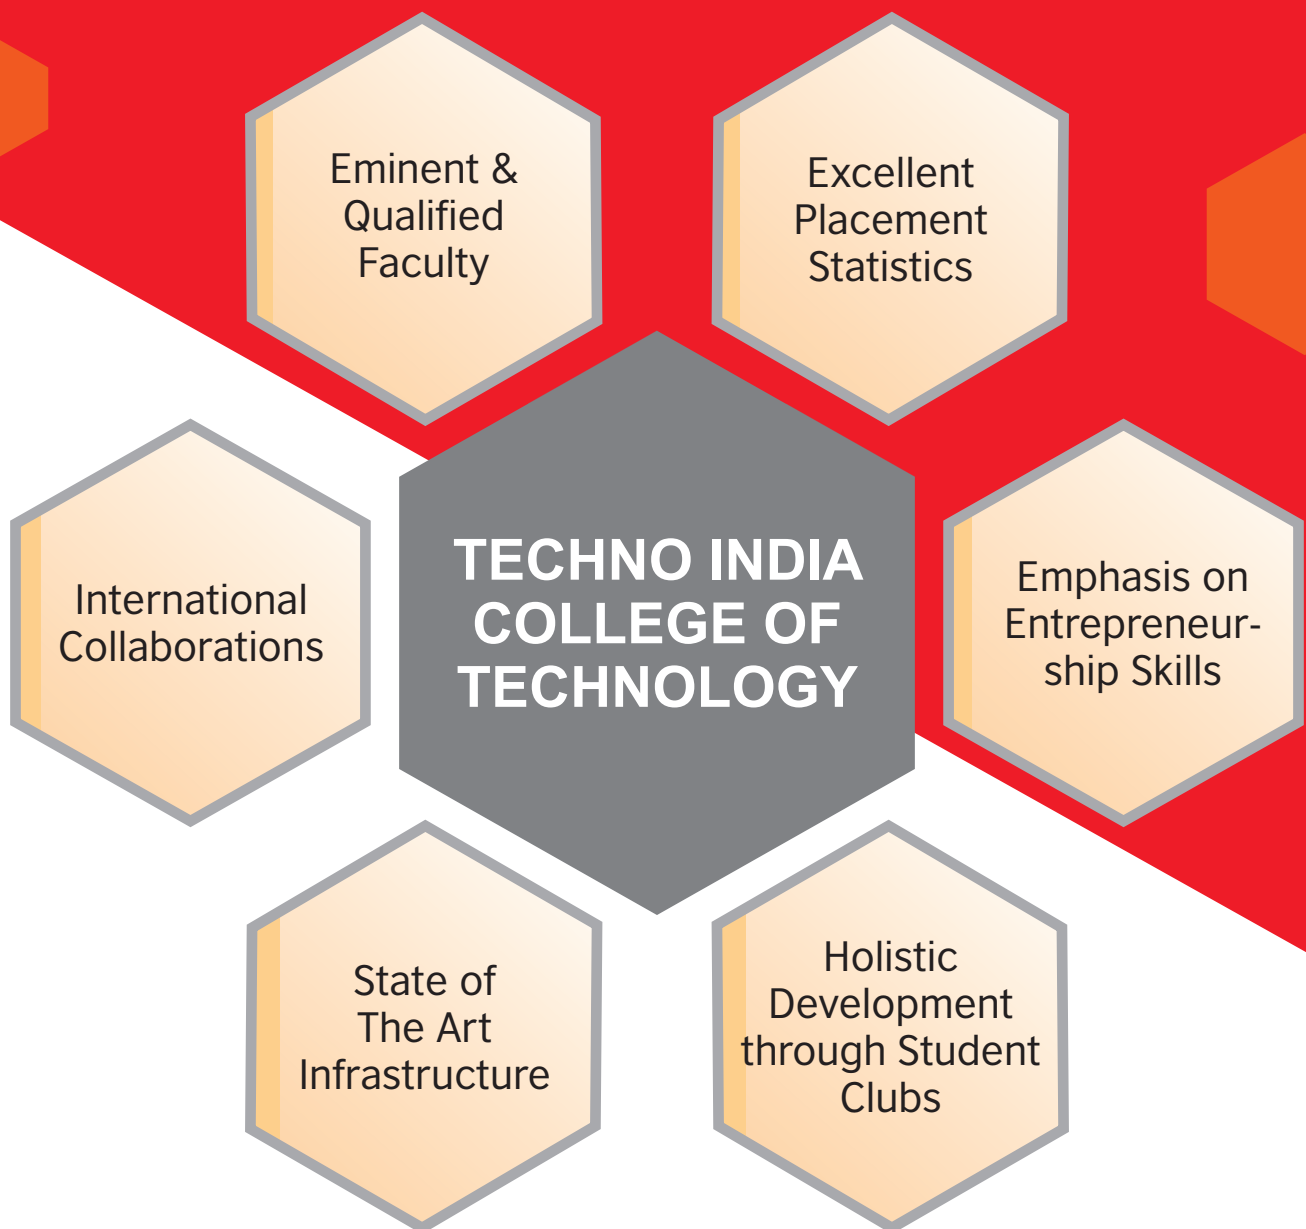 Eminent &
Qualified
Faculty
Excellent
Placement
Statistics
International
Collaborations
TECHNO INDIA
COLLEGE OF
TECHNOLOGY
Emphasis on
Entrepreneur-
ship Skills
State of
The Art
Infrastructure
Holistic
Development
through Student
Clubs